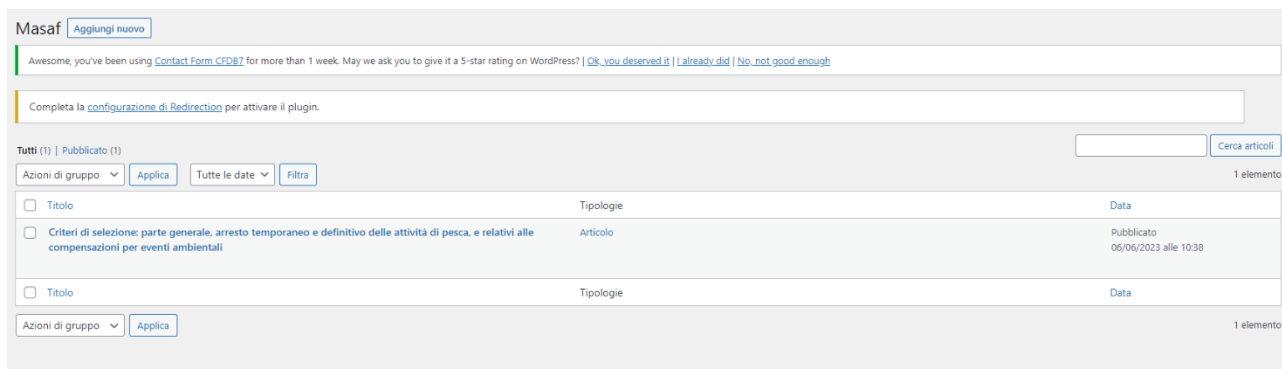 Masaf Aggiungi nuovo
Awesome, you've been using Contact Form CFDB7 for more than 1 week. May we ask you to give it a 5-star rating on WordPress? | Ok, you deserved it | I already did | No, not good enough
Completa la configurazione di Redirection per attivare il plugin.
Tutti (1) | Pubblicato (1) Cerca articoli
Azioni di gruppo Applica Tutte le date Filtra 1 elemento
Titolo Tipologie Data
Criteri di selezione: parte generale, arresto temporaneo e definitivo delle attività di pesca, e relativi alle Articolo Pubblicato
compensazioni per eventi ambientali 06/06/2023 alle 10:38
Titolo Tipologie Data
Azioni di gruppo Applica 1 elemento